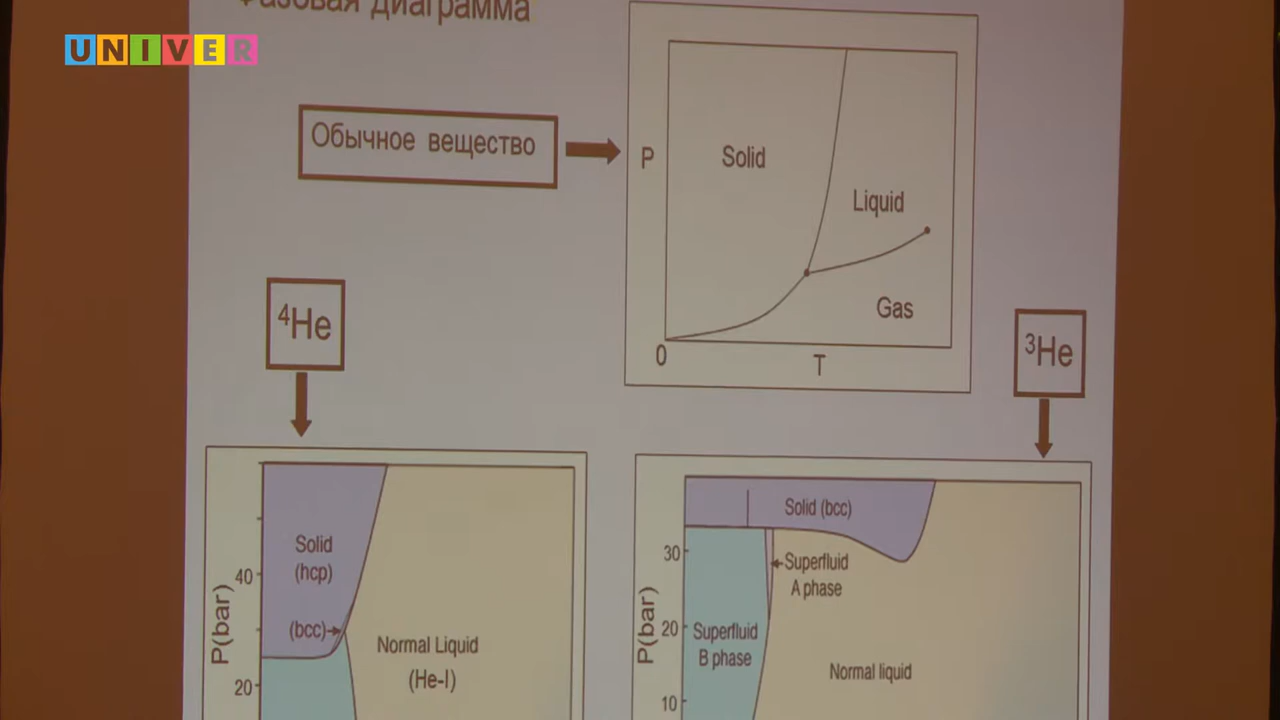 Фазовая диаграмма
UNIVER
Обычное вещество
P
Solid
Liquid
Gas
0
T
⁴He
³He
Solid
(hcp)
40
(bcc)
P(bar)
Normal Liquid
(He-I)
20
Solid (bcc)
30
Superfluid
A phase
P(bar)
20
Superfluid
B phase
Normal liquid
10